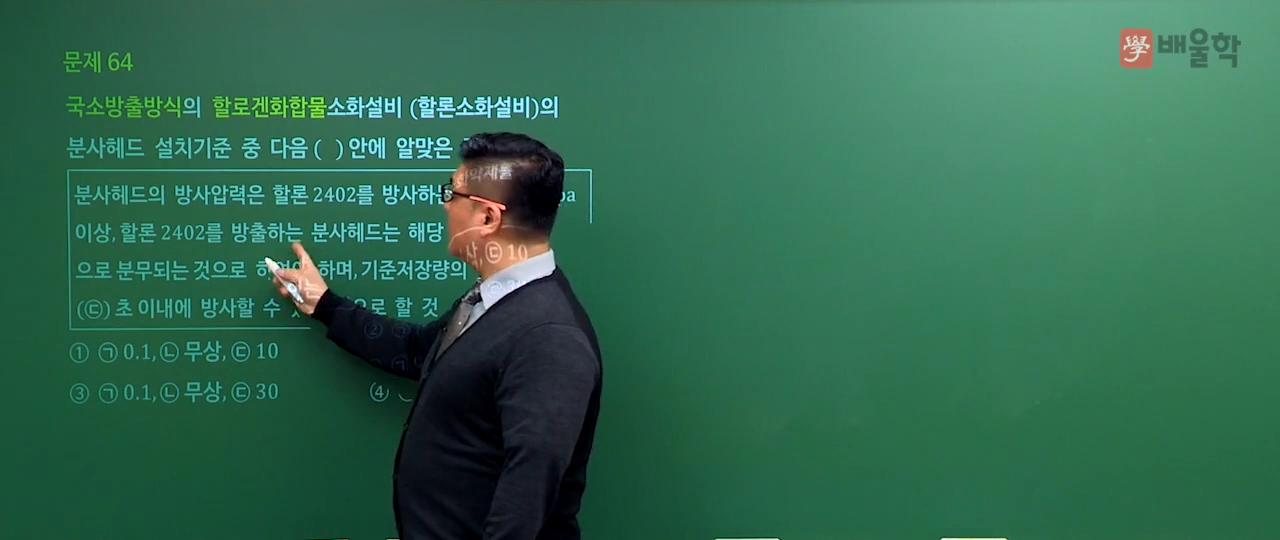 문제 64
學 배울학
국소방출방식의 할로겐화합물소화설비 (할론소화설비)의
분사헤드 설치기준 중 다음 ( ) 안에 알맞은
분사헤드의 방사압력은 할론 2402를 방사하는
이상, 할론 2402를 방출하는 분사헤드는 해당
으로 분무되는 것으로 하며, 기준저장량의
(㉢) 초 이내에 방사할 수 으로 할 것
① ㉠ 0.1, ㉡ 무상, ㉢ 10
③ ㉠ 0.1, ㉡ 무상, ㉢ 30
④